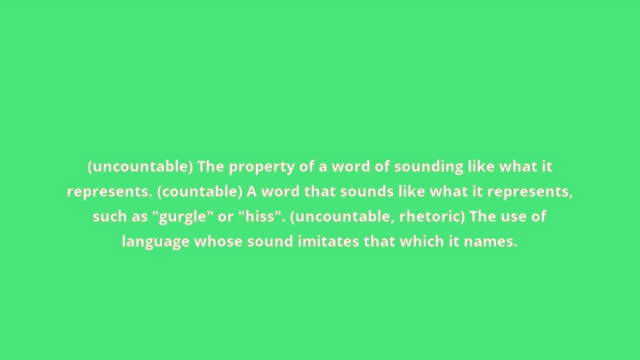 (uncountable) The property of a word of sounding like what it
represents. (countable) A word that sounds like what it represents,
such as "gurgle" or "hiss". (uncountable, rhetoric) The use of
language whose sound imitates that which it names.